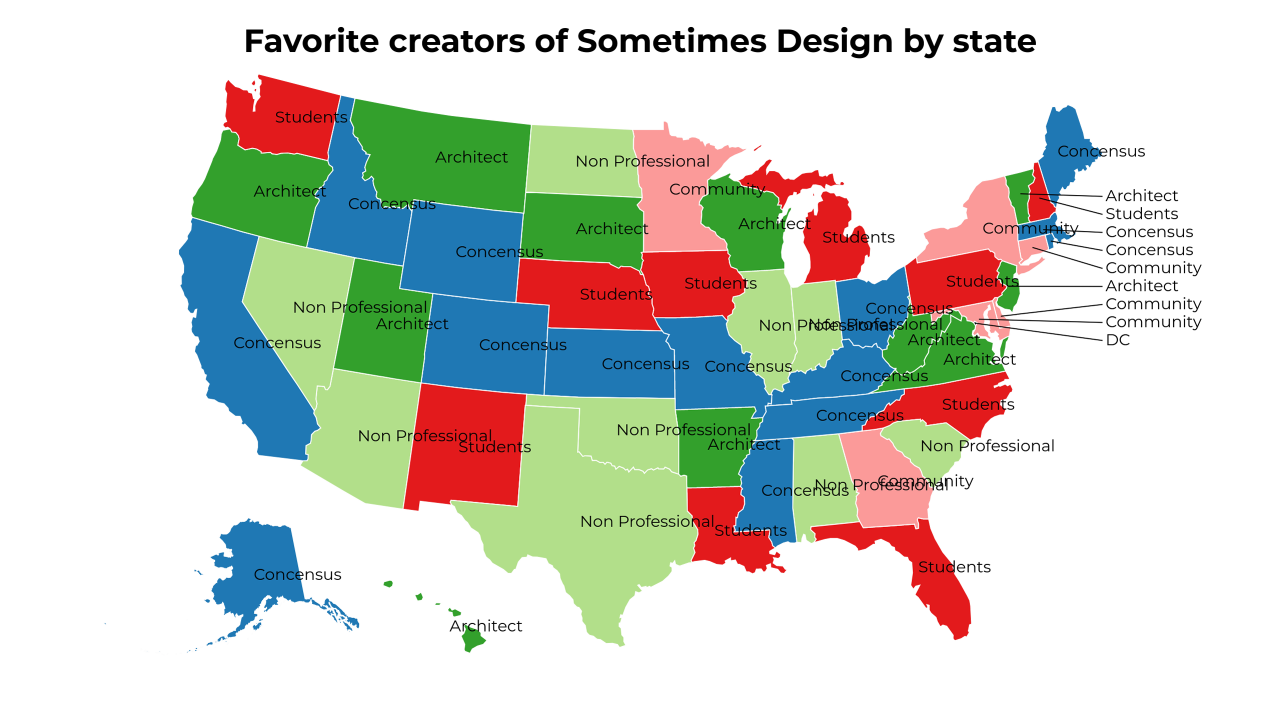 Favorite creators of Sometimes Design by state
Students
Architect
Concensus
Architect
Non Professional
Community
Concensus
Architect
Concensus
Architect
Architect
Students
Students
Concensus
Community
Architect
Students
Concensus
Concensus
Community
Architect
Community
Community
DC
Concensus
Non Professional
Architect
Concensus
Students
Students
Non Professional
Non Professional
Concensus
Students
Architect
Architect
Concensus
Concensus
Concensus
Concensus
Students
Non Professional
Students
Non Professional
Architect
Non Professional
Non Professional
Students
Concensus
Non Professional
Community
Students
Concensus
Architect